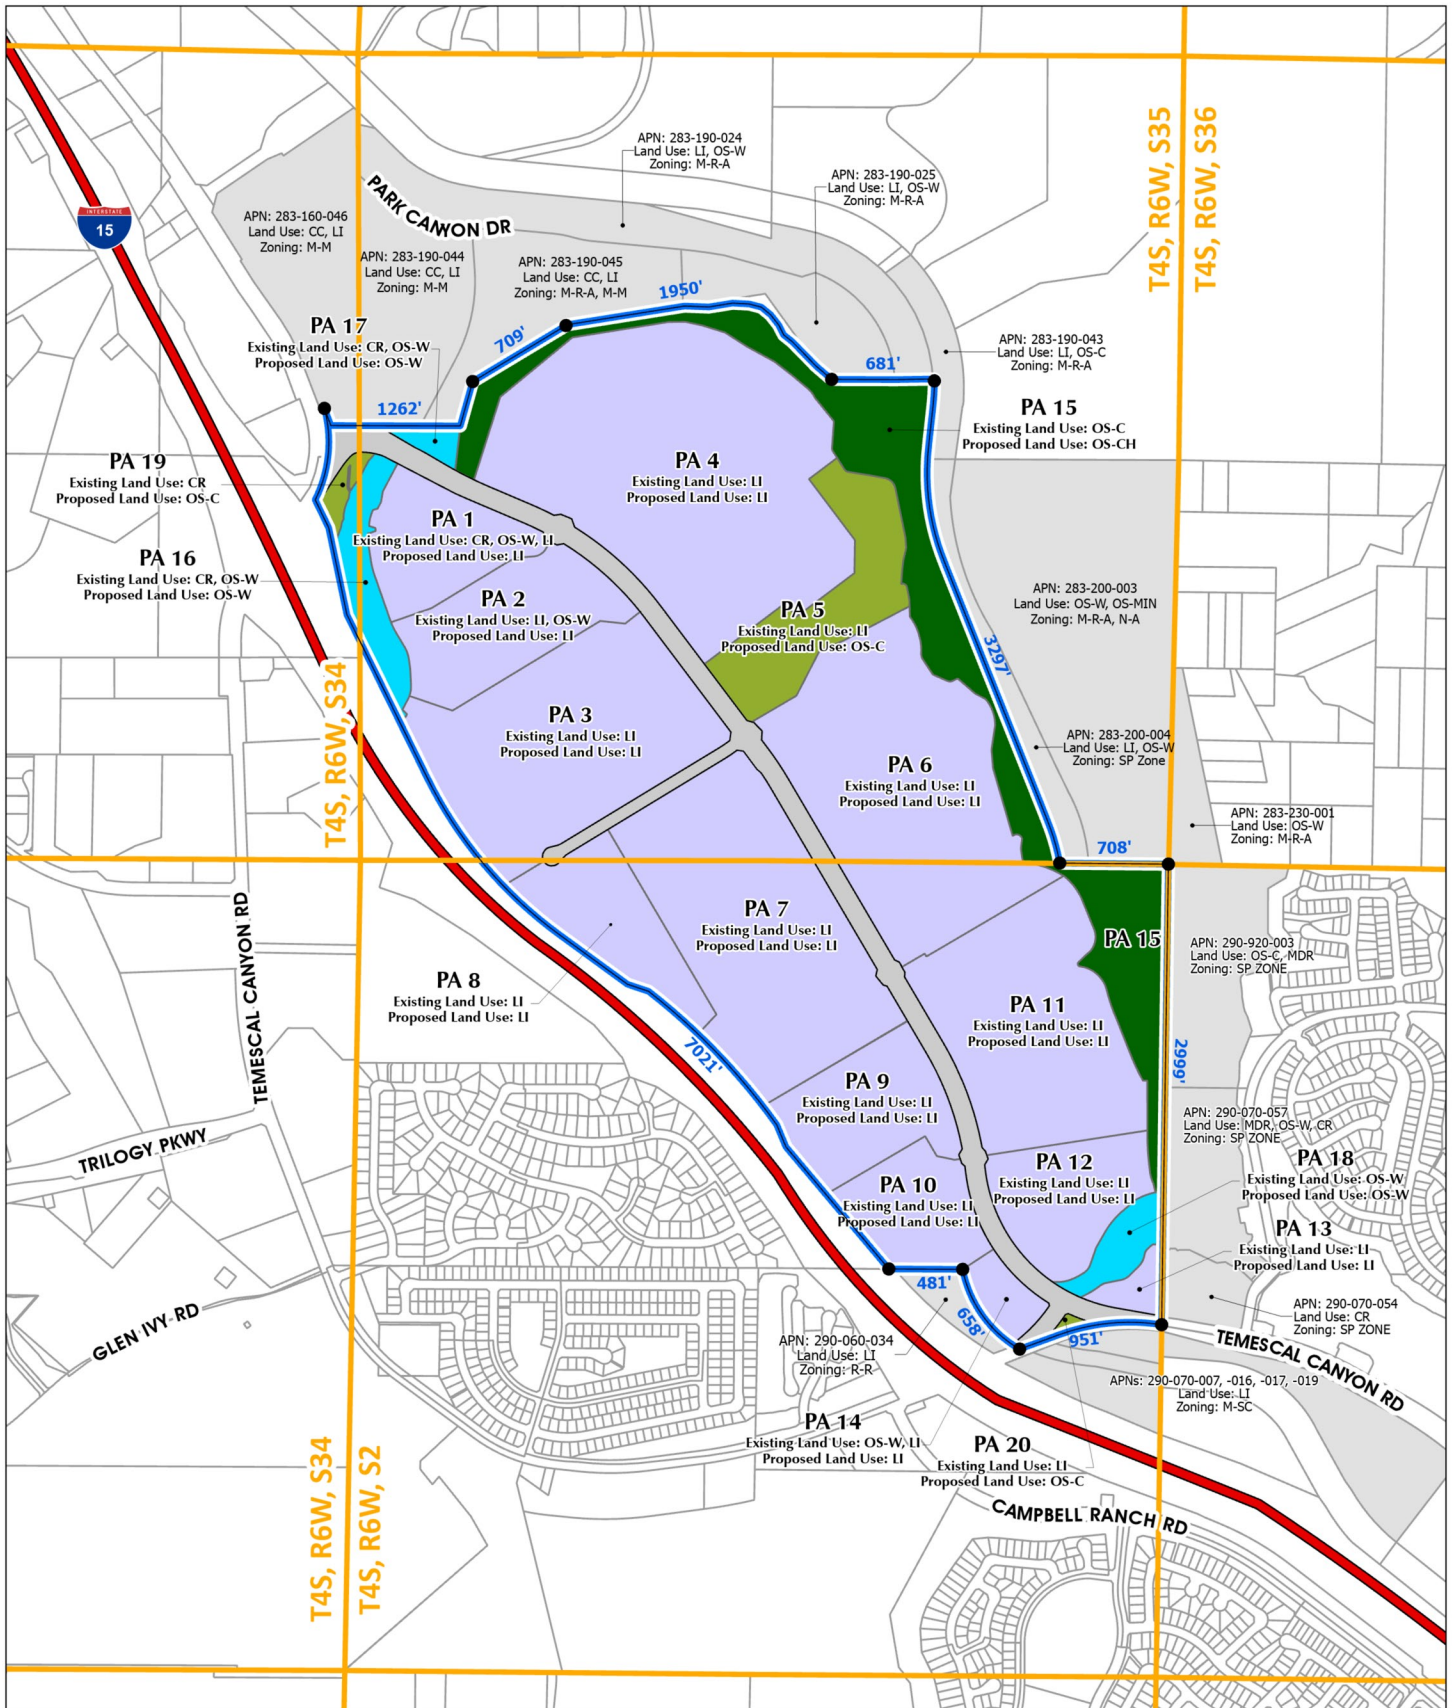 T4S, R6W, S35
T4S, R6W, S36
INTERSTATE
15
PARK CANYON DR
APN: 283-190-024
Land Use: LI, OS-W
Zoning: M-R-A
APN: 283-190-025
Land Use: LI, OS-W
Zoning: M-R-A
APN: 283-160-046
Land Use: CC, LI
Zoning: M-M
APN: 283-190-044
Land Use: CC, LI
Zoning: M-M
APN: 283-190-045
Land Use: CC, LI
Zoning: M-R-A, M-M
1950'
709'
681'
1262'
PA 17
Existing Land Use: CR, OS-W
Proposed Land Use: OS-W
APN: 283-190-043
Land Use: LI, OS-C
Zoning: M-R-A
PA 15
Existing Land Use: OS-C
Proposed Land Use: OS-CH
PA 19
Existing Land Use: CR
Proposed Land Use: OS-C
PA 4
Existing Land Use: LI
Proposed Land Use: LI
PA 1
Existing Land Use: CR, OS-W, LI
Proposed Land Use: LI
PA 16
Existing Land Use: CR, OS-W
Proposed Land Use: OS-W
PA 2
Existing Land Use: LI, OS-W
Proposed Land Use: LI
PA 5
Existing Land Use: LI
Proposed Land Use: OS-C
APN: 283-200-003
Land Use: OS-W, OS-MIN
Zoning: M-R-A, N-A
3297'
T4S, R6W, S34
PA 3
Existing Land Use: LI
Proposed Land Use: LI
APN: 283-200-004
Land Use: LI, OS-W
Zoning: SP Zone
PA 6
Existing Land Use: LI
Proposed Land Use: LI
APN: 283-230-001
Land Use: OS-W
Zoning: M-R-A
708'
TEMESCAL CANYON RD
PA 7
Existing Land Use: LI
Proposed Land Use: LI
PA 15
APN: 290-920-003
Land Use: OS-C, MDR
Zoning: SP ZONE
PA 8
Existing Land Use: LI
Proposed Land Use: LI
PA 11
Existing Land Use: LI
Proposed Land Use: LI
7021'
2999'
PA 9
Existing Land Use: LI
Proposed Land Use: LI
APN: 290-070-057
Land Use: MDR, OS-W, CR
Zoning: SP ZONE
TRILOGY PKWY
PA 12
Existing Land Use: LI
Proposed Land Use: LI
PA 18
Existing Land Use: OS-W
Proposed Land Use: OS-W
PA 10
Existing Land Use: LI
Proposed Land Use: LI
PA 13
Existing Land Use: LI
Proposed Land Use: LI
481'
658'
951'
GLEN IVY RD
APN: 290-070-054
Land Use: CR
Zoning: SP ZONE
APN: 290-060-034
Land Use: LI
Zoning: R-R
TEMESCAL CANYON RD
APNs: 290-070-007, -016, -017, -019
Land Use: LI
Zoning: M-SC
PA 14
Existing Land Use: OS-W, LI
Proposed Land Use: LI
PA 20
Existing Land Use: LI
Proposed Land Use: OS-C
CAMPBELL RANCH RD
T4S, R6W, S34
T4S, R6W, S2